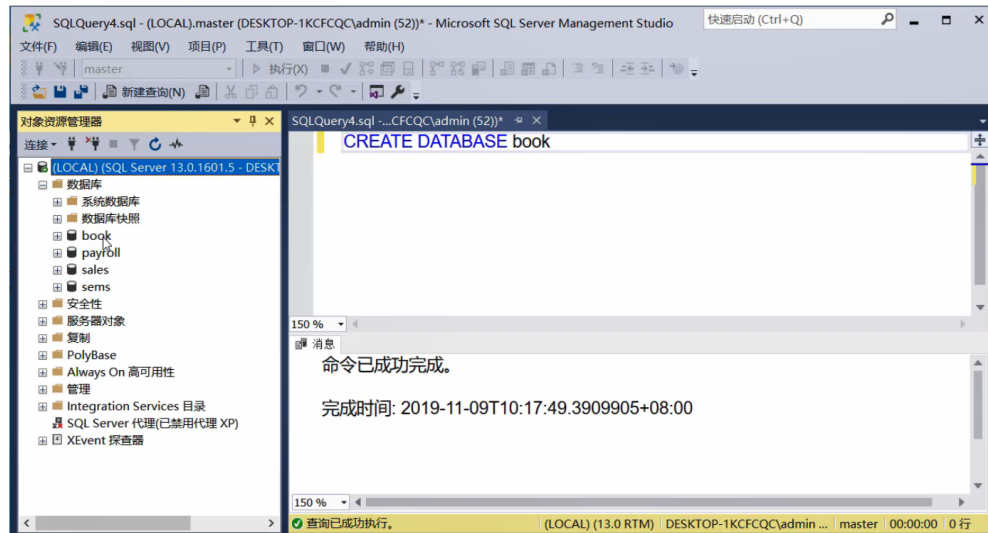 SQLQuery4.sql - (LOCAL).master (DESKTOP-1KCFCQC\admin (52))* - Microsoft SQL Server Management Studio
快速启动 (Ctrl+Q)
文件(F) 编辑(E) 视图(V) 项目(P) 工具(T) 窗口(W) 帮助(H)
master 执行(X)
新建查询(N)
对象资源管理器
连接
(LOCAL) (SQL Server 13.0.1601.5 - DESKT
数据库
系统数据库
数据库快照
book
payroll
sales
sems
安全性
服务器对象
复制
PolyBase
Always On 高可用性
管理
Integration Services 目录
SQL Server 代理(已禁用代理 XP)
XEvent 探查器
SQLQuery4.sql -...CFCQC\admin (52))*
CREATE DATABASE book
150 %
消息
命令已成功完成。
完成时间: 2019-11-09T10:17:49.3909905+08:00
150 %
查询已成功执行。 (LOCAL) (13.0 RTM) DESKTOP-1KCFCQC\admin ... master 00:00:00 0 行